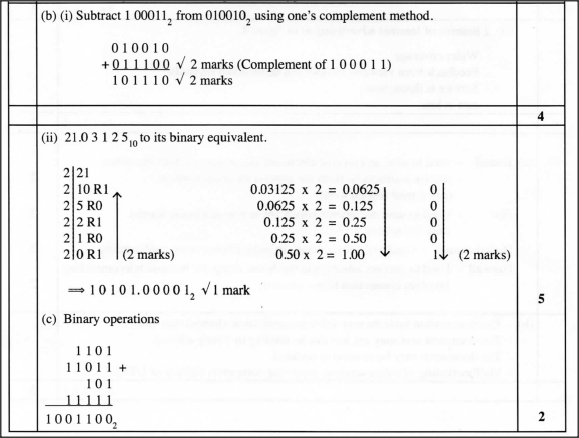 (b) (i) Subtract 1 00011₂ from 010010₂ using one's complement method.
0 1 0 0 1 0
+ 0 1 1 1 0 0 √ 2 marks (Complement of 1 0 0 0 1 1)
1 0 1 1 1 0 √ 2 marks
4
(ii) 21.0 3 1 2 5₁₀ to its binary equivalent.
2 21
2 10 R1 0.03125 x 2 = 0.0625 0
2 5 R0 0.0625 x 2 = 0.125 0
2 2 R1 0.125 x 2 = 0.25 0
2 1 R0 0.25 x 2 = 0.50 0
2 0 R1 (2 marks) 0.50 x 2 = 1.00 1 (2 marks)
⟹ 1 0 1 0 1 . 0 0 0 0 1₂ √ 1 mark
5
(c) Binary operations
1 1 0 1
1 1 0 1 1 +
1 0 1
1 1 1 1 1
1 0 0 1 1 0 0₂
2